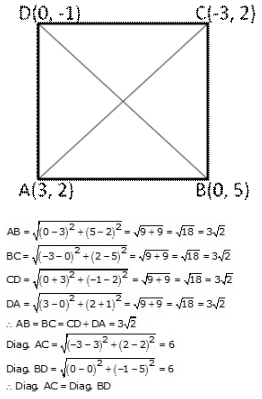 D(0, -1) C(-3, 2)
A(3, 2) B(0, 5)
AB = √((0−3)² + (5−2)²) = √(9+9) = √18 = 3√2
BC = √((−3−0)² + (2−5)²) = √(9+9) = √18 = 3√2
CD = √((0+3)² + (−1−2)²) = √(9+9) = √18 = 3√2
DA = √((3−0)² + (2+1)²) = √(9+9) = √18 = 3√2
∴ AB = BC = CD + DA = 3√2
Diag. AC = √((−3−3)² + (2−2)²) = 6
Diag. BD = √((0−0)² + (−1−5)²) = 6
∴ Diag. AC = Diag. BD